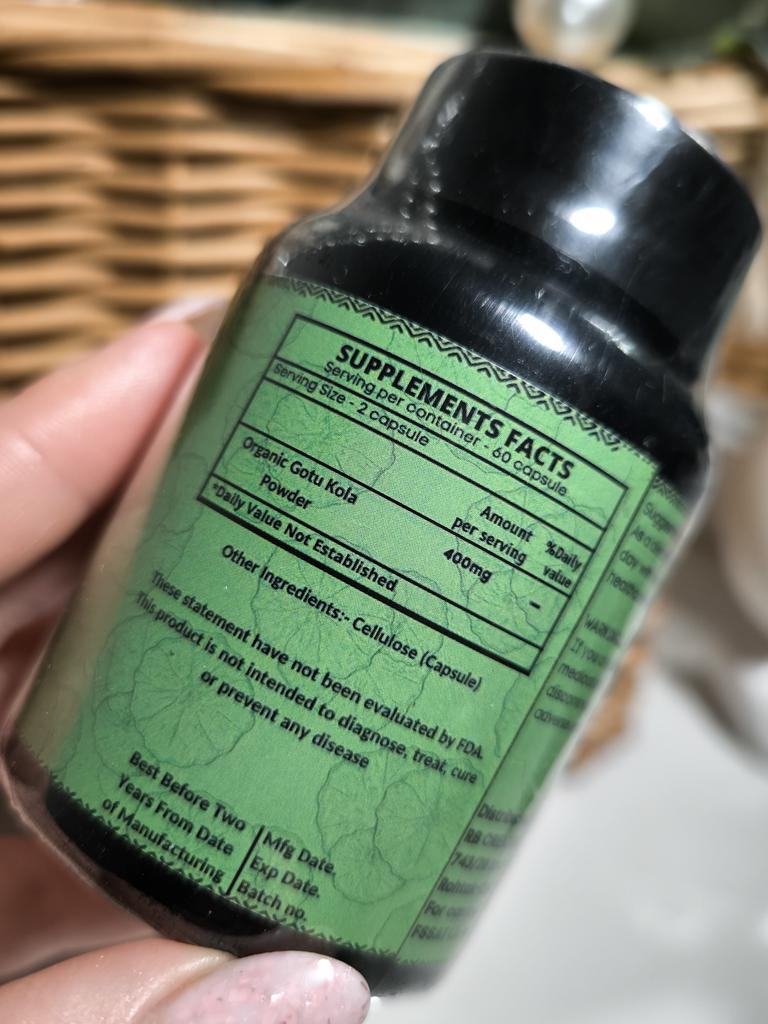 SUPPLEMENTS FACTS
Serving per container - 60 capsule
Serving Size - 2 capsule
Amount per serving
%Daily value
Organic Gotu Kola Powder
400mg
–
*Daily Value Not Established
Other Ingredients:- Cellulose (Capsule)
These statement have not been evaluated by FDA.
This product is not intended to diagnose, treat, cure
or prevent any disease
Best Before Two
Years From Date
of Manufacturing
Mfg Date.
Exp Date.
Batch no.